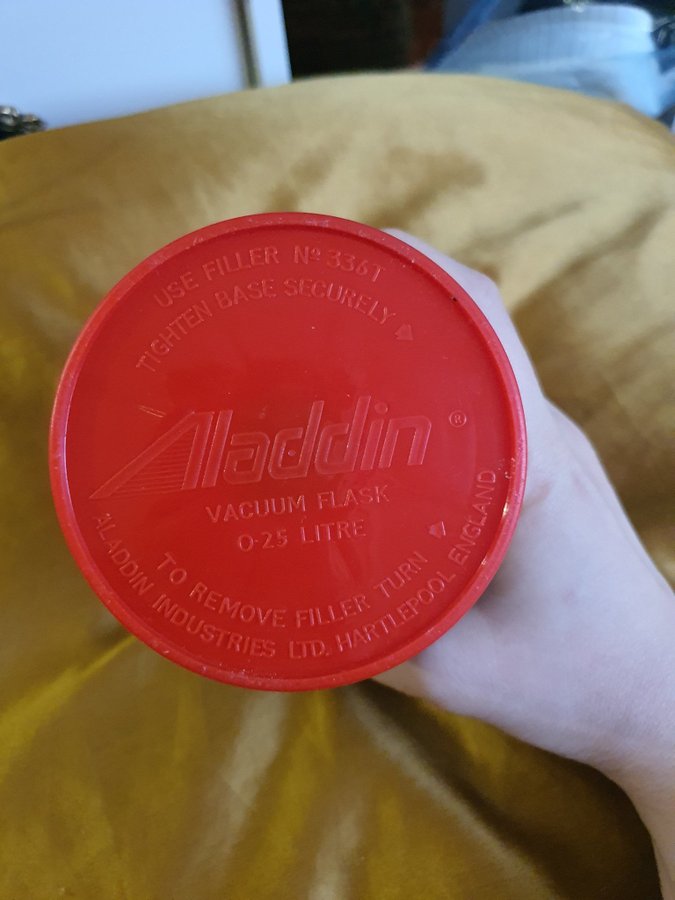 USE FILLER Nº 336T
TIGHTEN BASE SECURELY
Aladdin ®
VACUUM FLASK
0·25 LITRE
TO REMOVE FILLER TURN
ALADDIN INDUSTRIES LTD. HARTLEPOOL ENGLAND